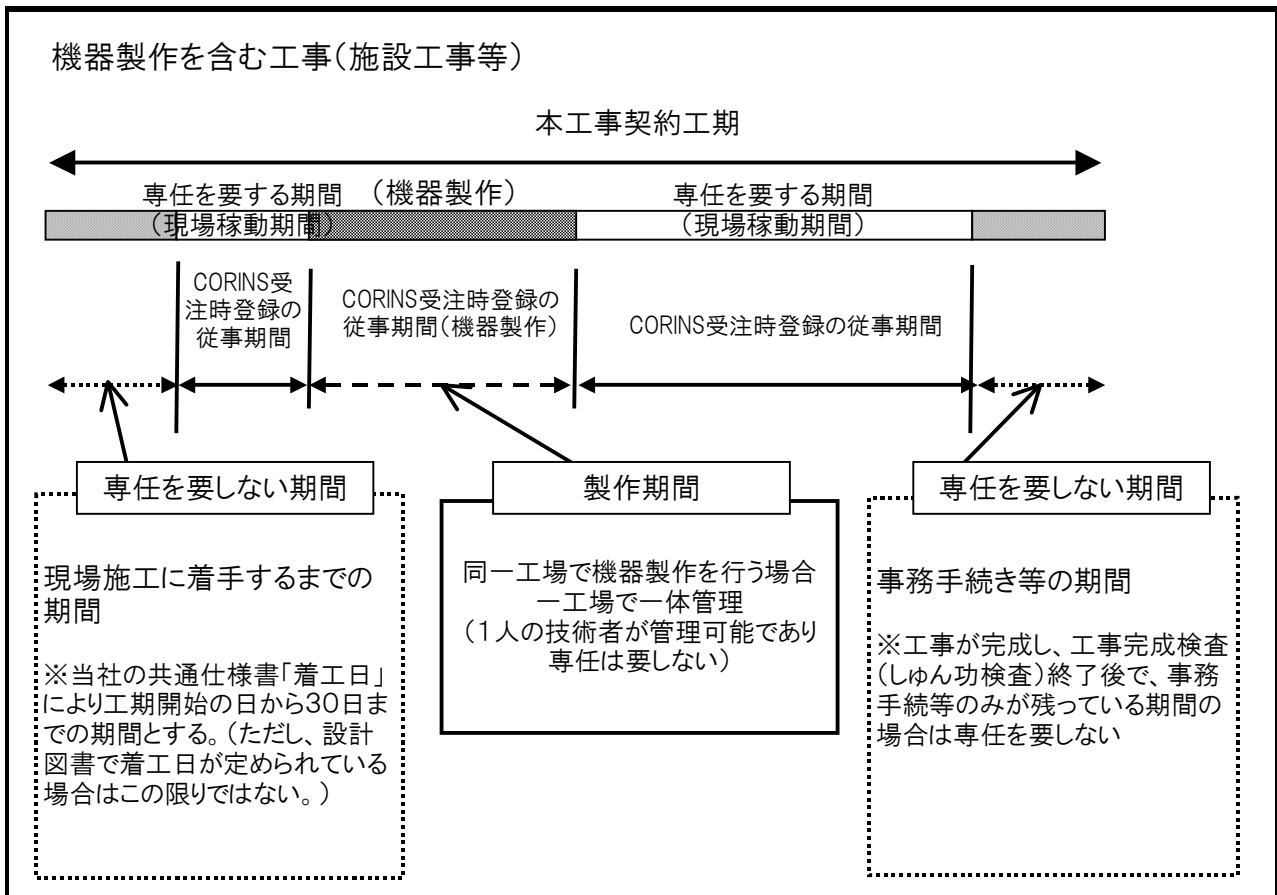 機器製作を含む工事（施設工事等）
本工事契約工期
専任を要する期間
（機器製作）
専任を要する期間
（現場稼動期間）
（現場稼動期間）
CORINS受
注時登録の
従事期間
CORINS受注時登録の
従事期間（機器製作）
CORINS受注時登録の従事期間
専任を要しない期間
現場施工に着手するまでの
期間
※当社の共通仕様書「着工日」
により工期開始の日から30日ま
での期間とする。（ただし、設計
図書で着工日が定められている
場合はこの限りではない。）
製作期間
同一工場で機器製作を行う場合
一工場で一体管理
（１人の技術者が管理可能であり
専任は要しない）
専任を要しない期間
事務手続き等の期間
※工事が完成し、工事完成検査
（しゅん功検査）終了後で、事務
手続等のみが残っている期間の
場合は専任を要しない